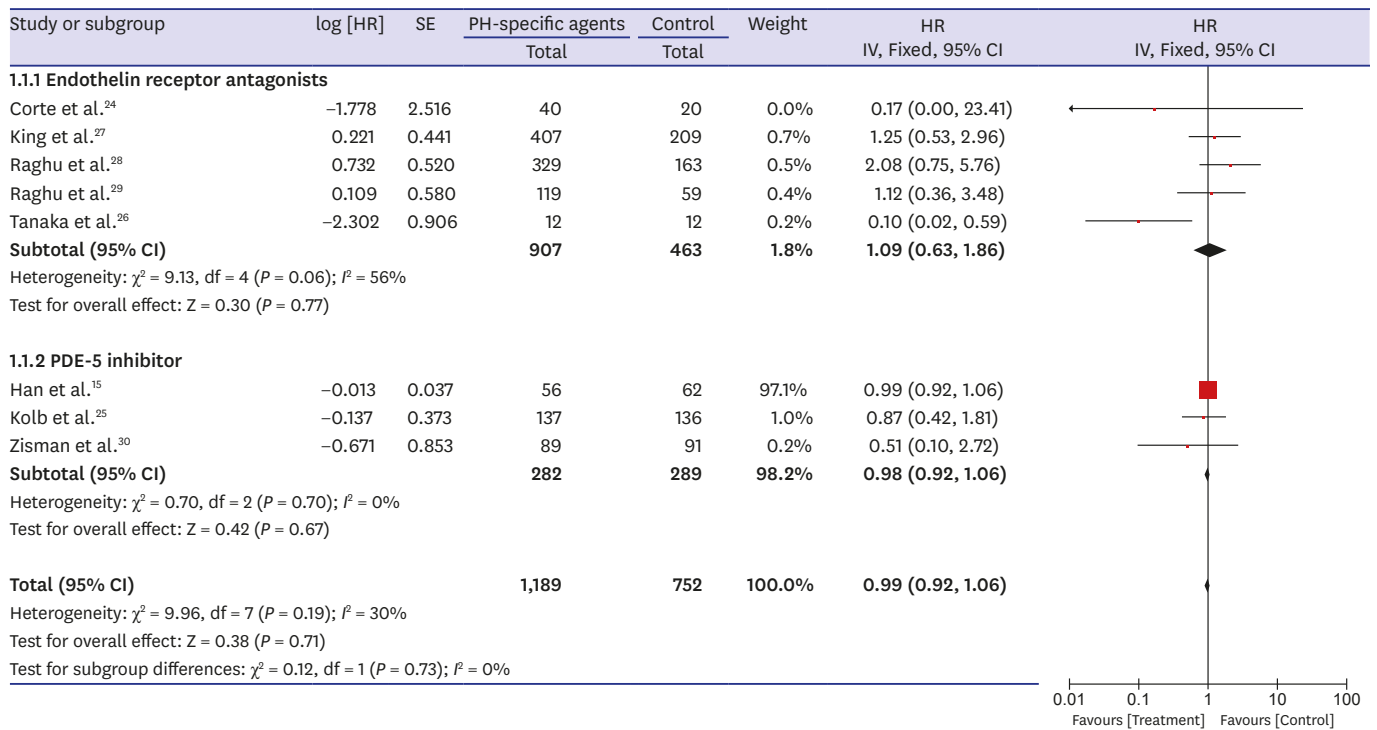 Study or subgroup log [HR] SE PH-specific agents Control Weight HR HR
Total Total IV, Fixed, 95% CI IV, Fixed, 95% CI
1.1.1 Endothelin receptor antagonists
Corte et al.24 −1.778 2.516 40 20 0.0% 0.17 (0.00, 23.41)
King et al.27 0.221 0.441 407 209 0.7% 1.25 (0.53, 2.96)
Raghu et al.28 0.732 0.520 329 163 0.5% 2.08 (0.75, 5.76)
Raghu et al.29 0.109 0.580 119 59 0.4% 1.12 (0.36, 3.48)
Tanaka et al.26 −2.302 0.906 12 12 0.2% 0.10 (0.02, 0.59)
Subtotal (95% CI) 907 463 1.8% 1.09 (0.63, 1.86)
Heterogeneity: χ² = 9.13, df = 4 (P = 0.06); I² = 56%
Test for overall effect: Z = 0.30 (P = 0.77)
1.1.2 PDE-5 inhibitor
Han et al.15 −0.013 0.037 56 62 97.1% 0.99 (0.92, 1.06)
Kolb et al.25 −0.137 0.373 137 136 1.0% 0.87 (0.42, 1.81)
Zisman et al.30 −0.671 0.853 89 91 0.2% 0.51 (0.10, 2.72)
Subtotal (95% CI) 282 289 98.2% 0.98 (0.92, 1.06)
Heterogeneity: χ² = 0.70, df = 2 (P = 0.70); I² = 0%
Test for overall effect: Z = 0.42 (P = 0.67)
Total (95% CI) 1,189 752 100.0% 0.99 (0.92, 1.06)
Heterogeneity: χ² = 9.96, df = 7 (P = 0.19); I² = 30%
Test for overall effect: Z = 0.38 (P = 0.71)
Test for subgroup differences: χ² = 0.12, df = 1 (P = 0.73); I² = 0%
0.01 0.1 1 10 100
Favours [Treatment] Favours [Control]